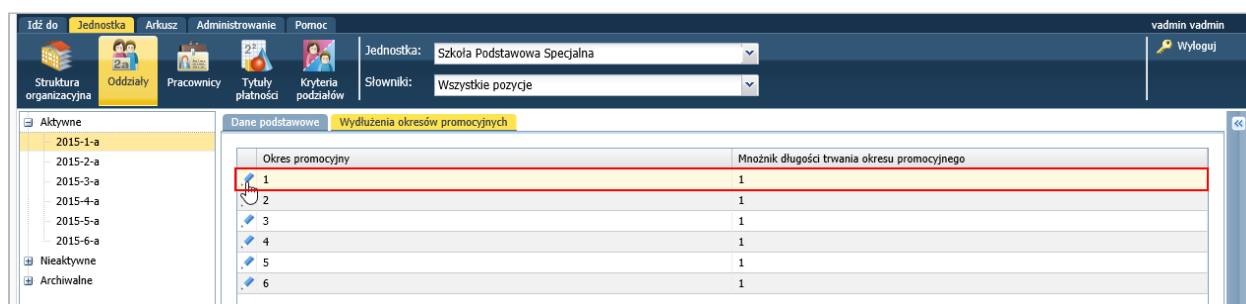 Idź do Jednostka Arkusz Administrowanie Pomoc vadmin vadmin
Struktura organizacyjna
Oddziały
Pracownicy
Tytuły płatności
Kryteria podziałów
Jednostka: Szkoła Podstawowa Specjalna
Słowniki: Wszystkie pozycje
Wyloguj
Aktywne
2015-1-a
2015-2-a
2015-3-a
2015-4-a
2015-5-a
2015-6-a
Nieaktywne
Archiwalne
Dane podstawowe Wydłużenia okresów promocyjnych
Okres promocyjny Mnożnik długości trwania okresu promocyjnego
1 1
2 1
3 1
4 1
5 1
6 1